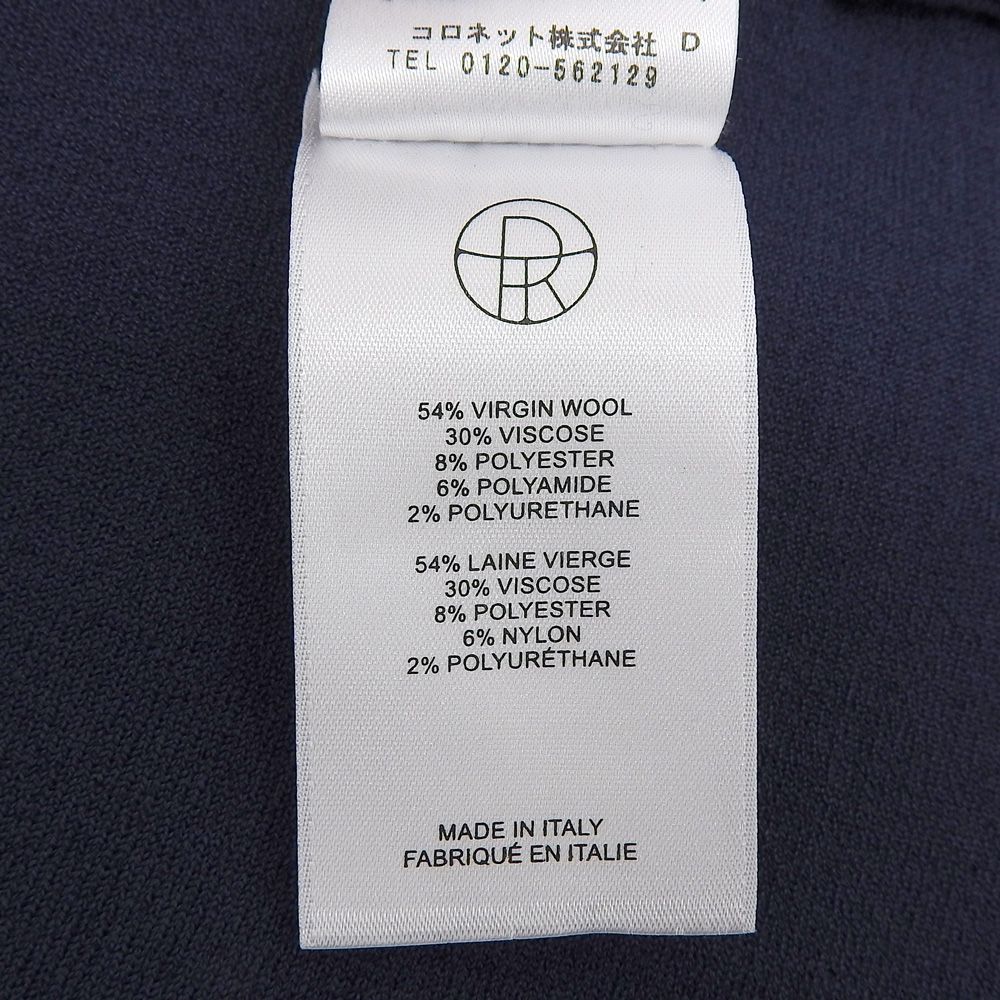 コロネット株式会社 D
TEL 0120-562129
PR
54% VIRGIN WOOL
30% VISCOSE
8% POLYESTER
6% POLYAMIDE
2% POLYURETHANE
54% LAINE VIERGE
30% VISCOSE
8% POLYESTER
6% NYLON
2% POLYURÉTHANE
MADE IN ITALY
FABRIQUÉ EN ITALIE